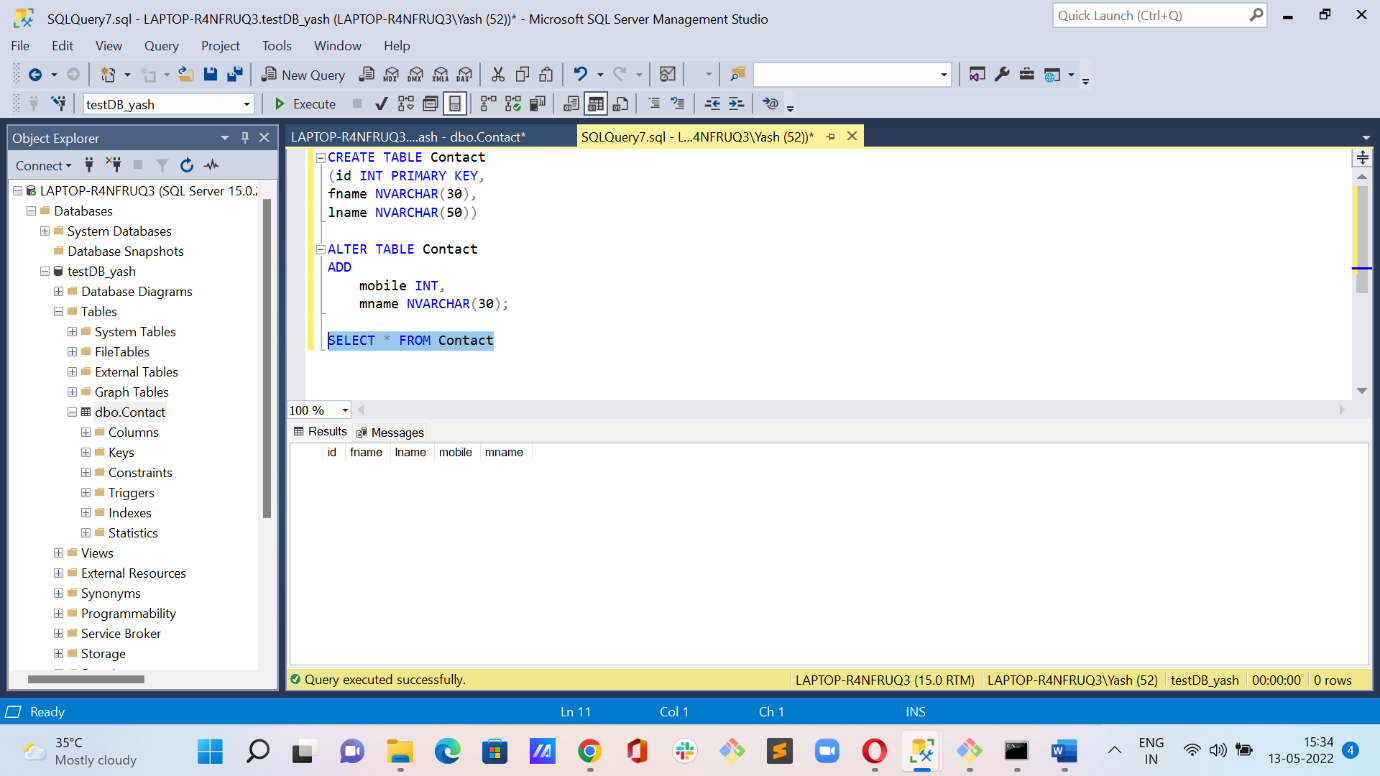 SQLQuery7.sql - LAPTOP-R4NFRUQ3.testDB_yash (LAPTOP-R4NFRUQ3\Yash (52))* - Microsoft SQL Server Management Studio
Quick Launch (Ctrl+Q)
File Edit View Query Project Tools Window Help
New Query MDX DMX XMLA DAX
testDB_yash Execute
Object Explorer
LAPTOP-R4NFRUQ3....ash - dbo.Contact* SQLQuery7.sql - L...4NFRUQ3\Yash (52))*
Connect
LAPTOP-R4NFRUQ3 (SQL Server 15.0.
Databases
System Databases
Database Snapshots
testDB_yash
Database Diagrams
Tables
System Tables
FileTables
External Tables
Graph Tables
dbo.Contact
Columns
Keys
Constraints
Triggers
Indexes
Statistics
Views
External Resources
Synonyms
Programmability
Service Broker
Storage
CREATE TABLE Contact
(id INT PRIMARY KEY,
fname NVARCHAR(30),
lname NVARCHAR(50))
ALTER TABLE Contact
ADD
mobile INT,
mname NVARCHAR(30);
SELECT * FROM Contact
100 %
Results Messages
id fname lname mobile mname
Query executed successfully. LAPTOP-R4NFRUQ3 (15.0 RTM) LAPTOP-R4NFRUQ3\Yash (52) testDB_yash 00:00:00 0 rows
Ready Ln 11 Col 1 Ch 1 INS
35°C
Mostly cloudy
ENG
IN
15:34
13-05-2022
4